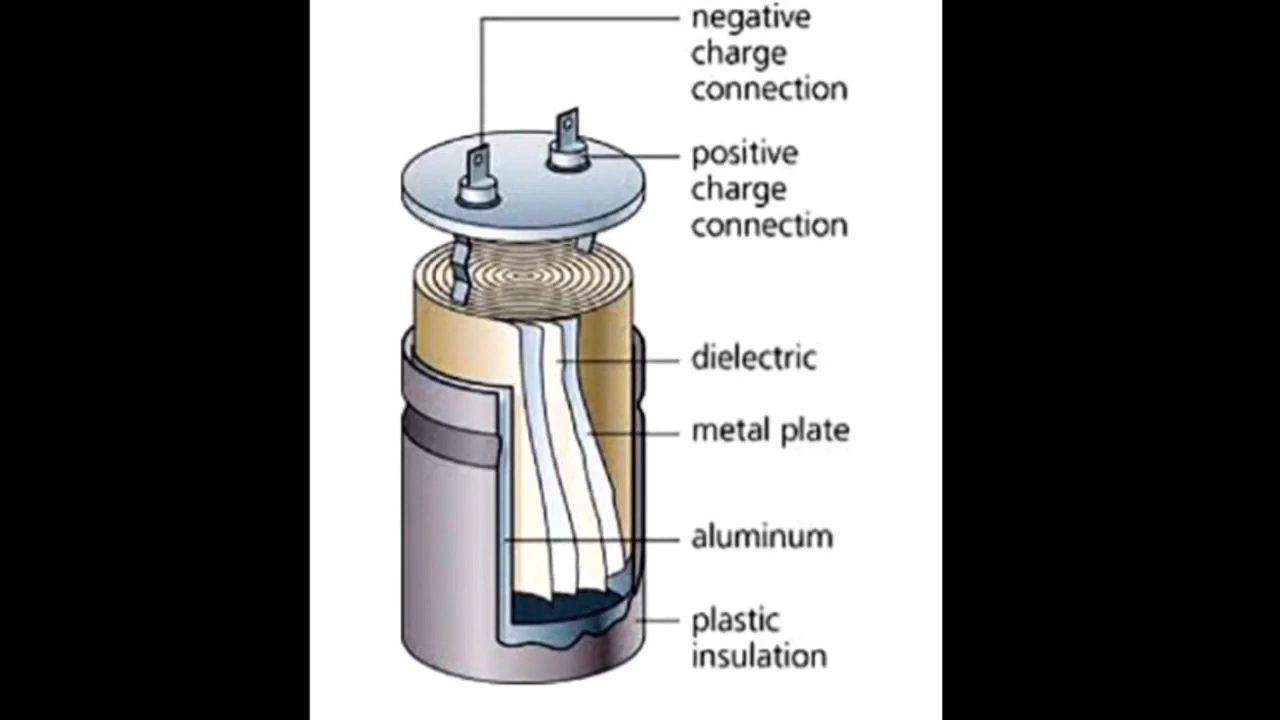 negative
charge
connection
positive
charge
connection
dielectric
metal plate
aluminum
plastic
insulation